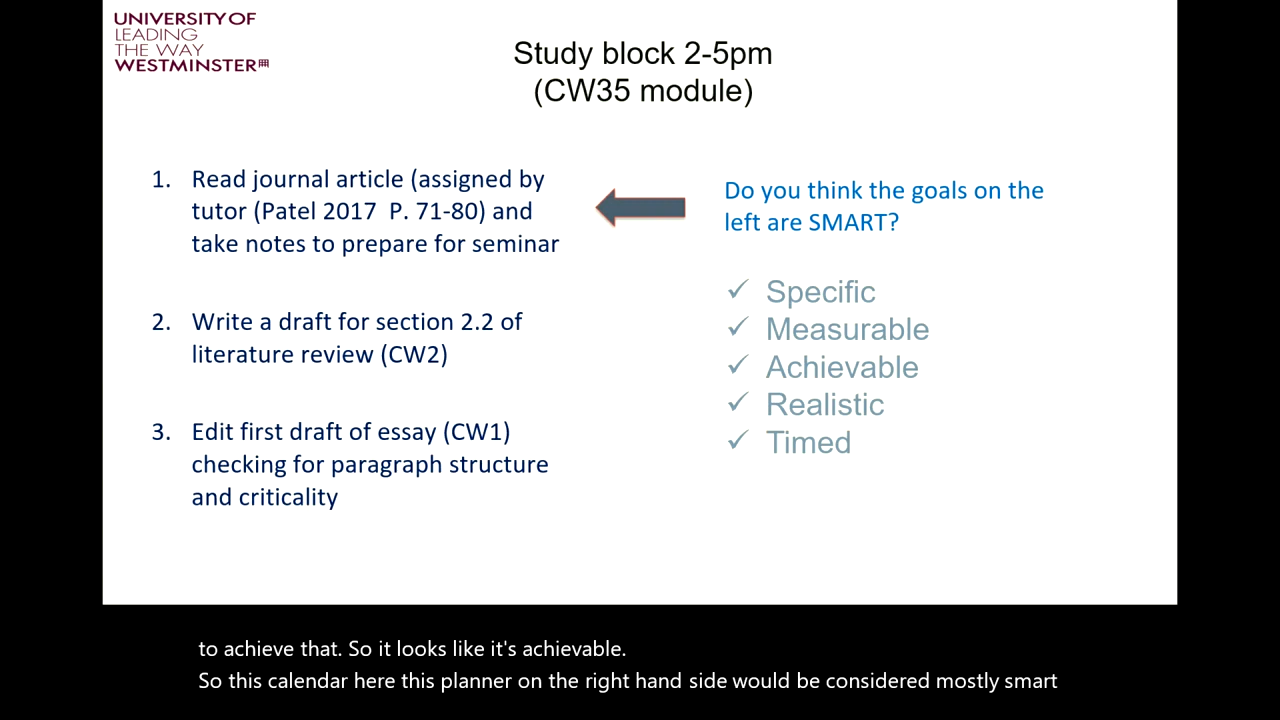 UNIVERSITY OF
LEADING
THE WAY
WESTMINSTER
Study block 2-5pm
(CW35 module)
1. Read journal article (assigned by
tutor (Patel 2017  P. 71-80) and
take notes to prepare for seminar
2. Write a draft for section 2.2 of
literature review (CW2)
3. Edit first draft of essay (CW1)
checking for paragraph structure
and criticality
Do you think the goals on the
left are SMART?
✓ Specific
✓ Measurable
✓ Achievable
✓ Realistic
✓ Timed
to achieve that. So it looks like it's achievable.
So this calendar here this planner on the right hand side would be considered mostly smart